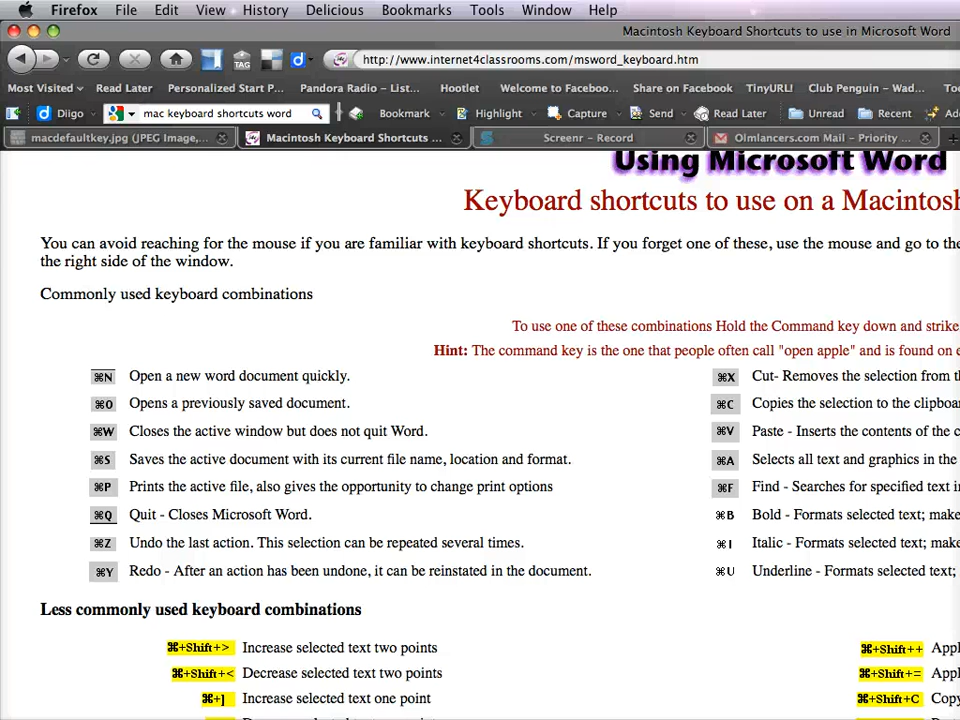 Firefox File Edit View History Delicious Bookmarks Tools Window Help
Macintosh Keyboard Shortcuts to use in Microsoft Word
TAG d http://www.internet4classrooms.com/msword_keyboard.htm
Most Visited Read Later Personalized Start P... Pandora Radio – List... Hootlet Welcome to Faceboo... Share on Facebook TinyURL! Club Penguin – Wad...
d Diigo mac keyboard shortcuts word Bookmark Highlight Capture Send Read Later Unread Recent
macdefaultkey.jpg (JPEG Image,... Macintosh Keyboard Shortcuts ... Screenr – Record Olmlancers.com Mail – Priority ...
Using Microsoft Word
Keyboard shortcuts to use on a Macintosh
You can avoid reaching for the mouse if you are familiar with keyboard shortcuts. If you forget one of these, use the mouse and go to the
the right side of the window.
Commonly used keyboard combinations
To use one of these combinations Hold the Command key down and strike
Hint: The command key is the one that people often call "open apple" and is found on e
⌘N Open a new word document quickly. ⌘X Cut- Removes the selection from th
⌘O Opens a previously saved document. ⌘C Copies the selection to the clipboa
⌘W Closes the active window but does not quit Word. ⌘V Paste - Inserts the contents of the c
⌘S Saves the active document with its current file name, location and format. ⌘A Selects all text and graphics in the
⌘P Prints the active file, also gives the opportunity to change print options ⌘F Find - Searches for specified text i
⌘Q Quit - Closes Microsoft Word. ⌘B Bold - Formats selected text; make
⌘Z Undo the last action. This selection can be repeated several times. ⌘I Italic - Formats selected text; make
⌘Y Redo - After an action has been undone, it can be reinstated in the document. ⌘U Underline - Formats selected text;
Less commonly used keyboard combinations
⌘+Shift+> Increase selected text two points ⌘+Shift++ Appl
⌘+Shift+< Decrease selected text two points ⌘+Shift+= Appl
⌘+] Increase selected text one point ⌘+Shift+C Copy